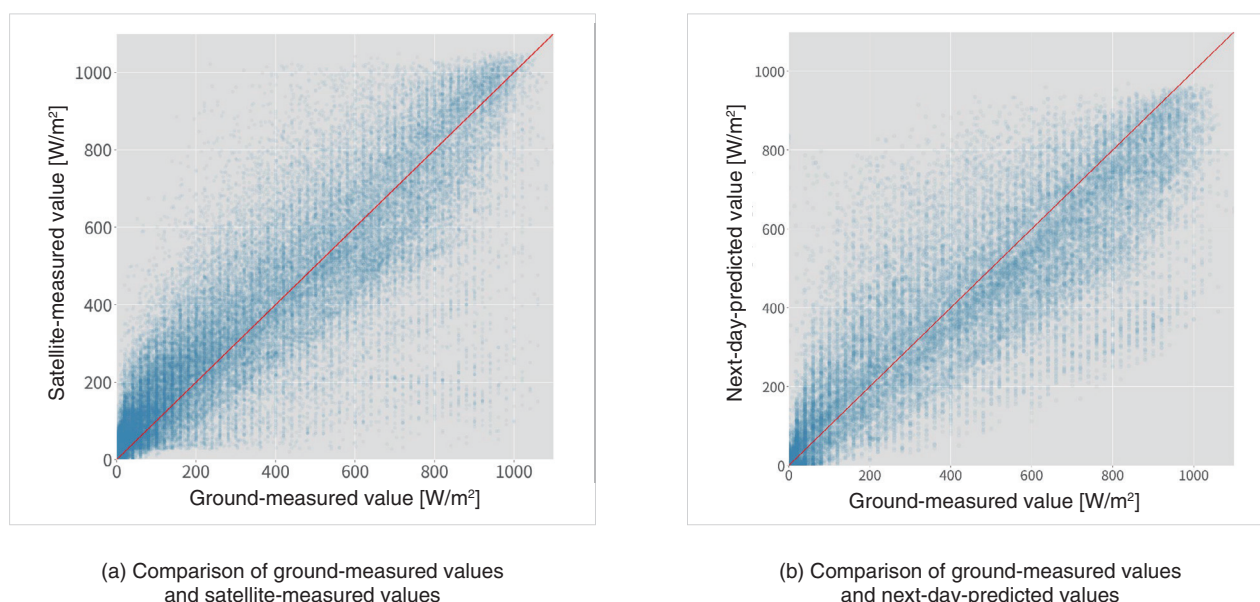 1000
800
600
400
200
0
Satellite-measured value [W/m²]
0 200 400 600 800 1000
Ground-measured value [W/m²]
(a) Comparison of ground-measured values
and satellite-measured values
1000
800
600
400
200
0
Next-day-predicted value [W/m²]
0 200 400 600 800 1000
Ground-measured value [W/m²]
(b) Comparison of ground-measured values
and next-day-predicted values